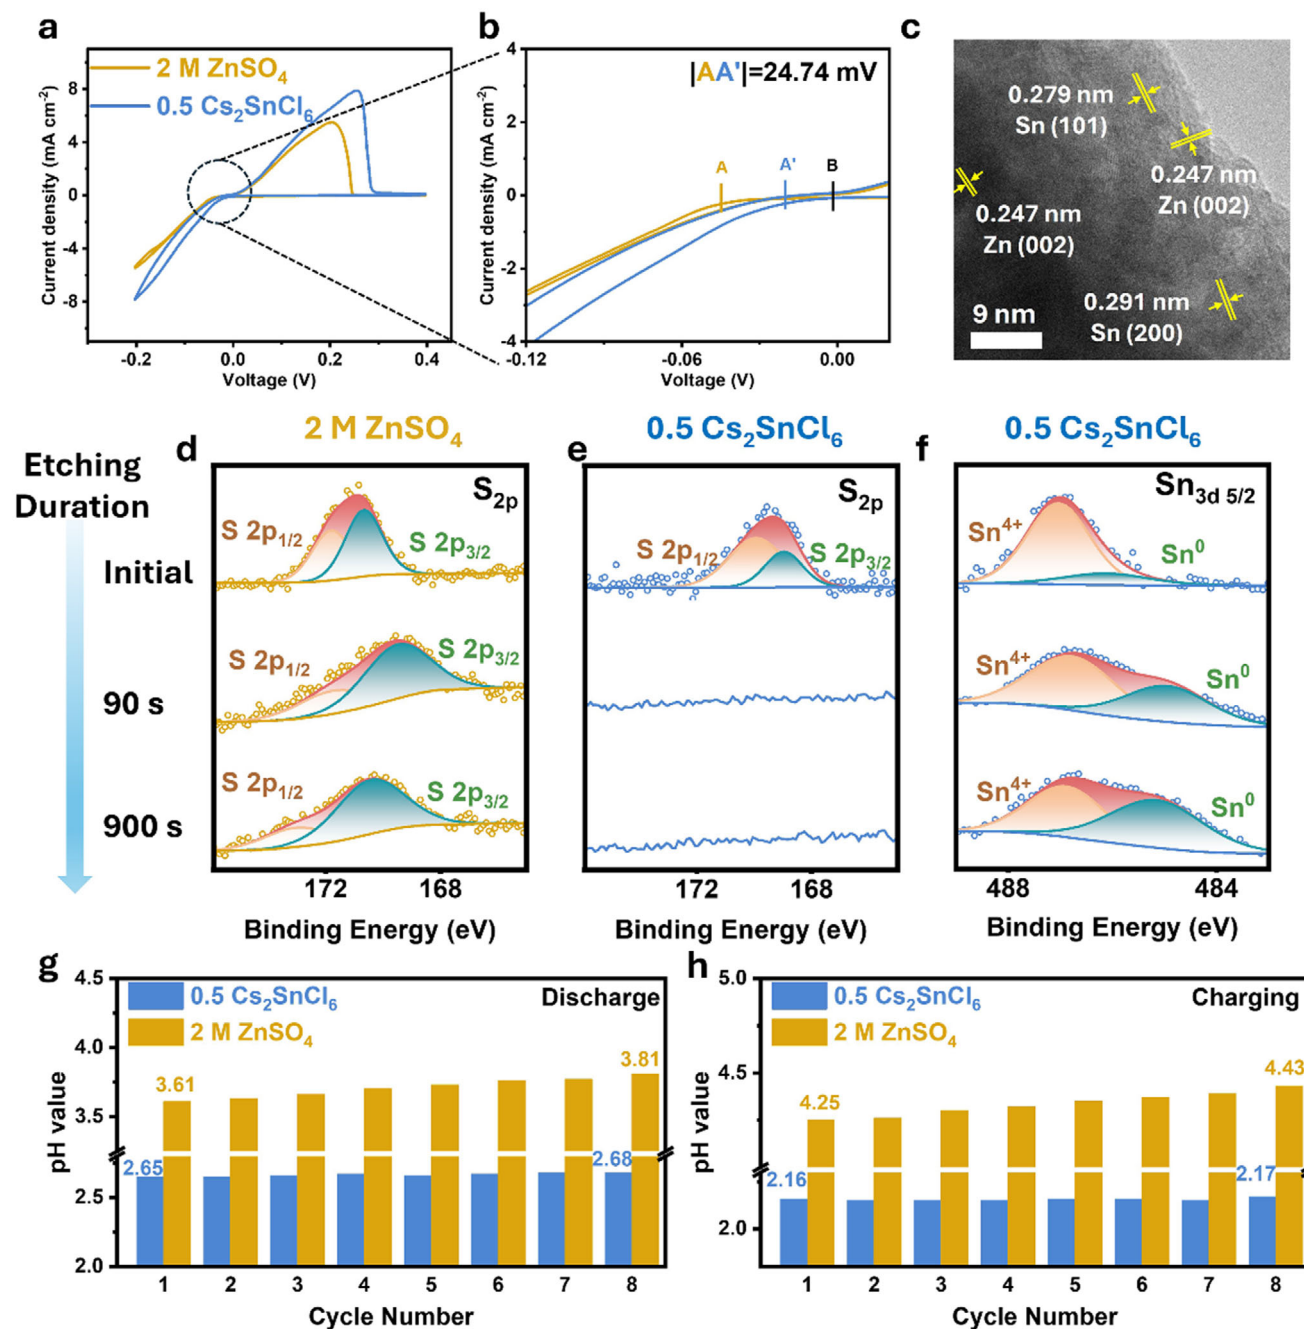 a
2 M ZnSO₄
0.5 Cs₂SnCl₆
Current density (mA cm⁻²)
8
4
0
-4
-8
-0.2
0.0
0.2
0.4
Voltage (V)
b
|AA'|=24.74 mV
A
A'
B
Current density (mA cm⁻²)
4
2
0
-2
-4
-0.12
-0.06
0.00
Voltage (V)
c
0.279 nm
Sn (101)
0.247 nm
Zn (002)
0.247 nm
Zn (002)
0.291 nm
Sn (200)
9 nm
Etching
Duration
Initial
90 s
900 s
2 M ZnSO₄
d
S₂ₚ
S 2p₁/₂
S 2p₃/₂
S 2p₁/₂
S 2p₃/₂
S 2p₁/₂
S 2p₃/₂
172
168
Binding Energy (eV)
0.5 Cs₂SnCl₆
e
S₂ₚ
S 2p₁/₂
S 2p₃/₂
172
168
Binding Energy (eV)
0.5 Cs₂SnCl₆
f
Sn₃d ₅/₂
Sn⁴⁺
Sn⁰
Sn⁴⁺
Sn⁰
Sn⁴⁺
Sn⁰
488
484
Binding Energy (eV)
g
0.5 Cs₂SnCl₆
2 M ZnSO₄
Discharge
pH value
4.5
4.0
3.5
2.5
2.0
3.61
3.81
2.65
2.68
1 2 3 4 5 6 7 8
Cycle Number
h
0.5 Cs₂SnCl₆
2 M ZnSO₄
Charging
pH value
5.0
4.5
2.0
4.25
4.43
2.16
2.17
1 2 3 4 5 6 7 8
Cycle Number